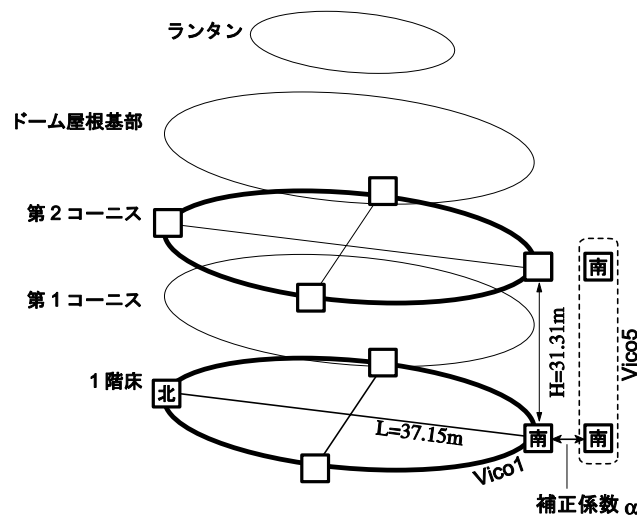 ランタン
ドーム屋根基部
第2コーニス
南
第1コーニス
H=31.31m
Vico5
1階床
北
L=37.15m
南
南
Vico1
補正係数 α